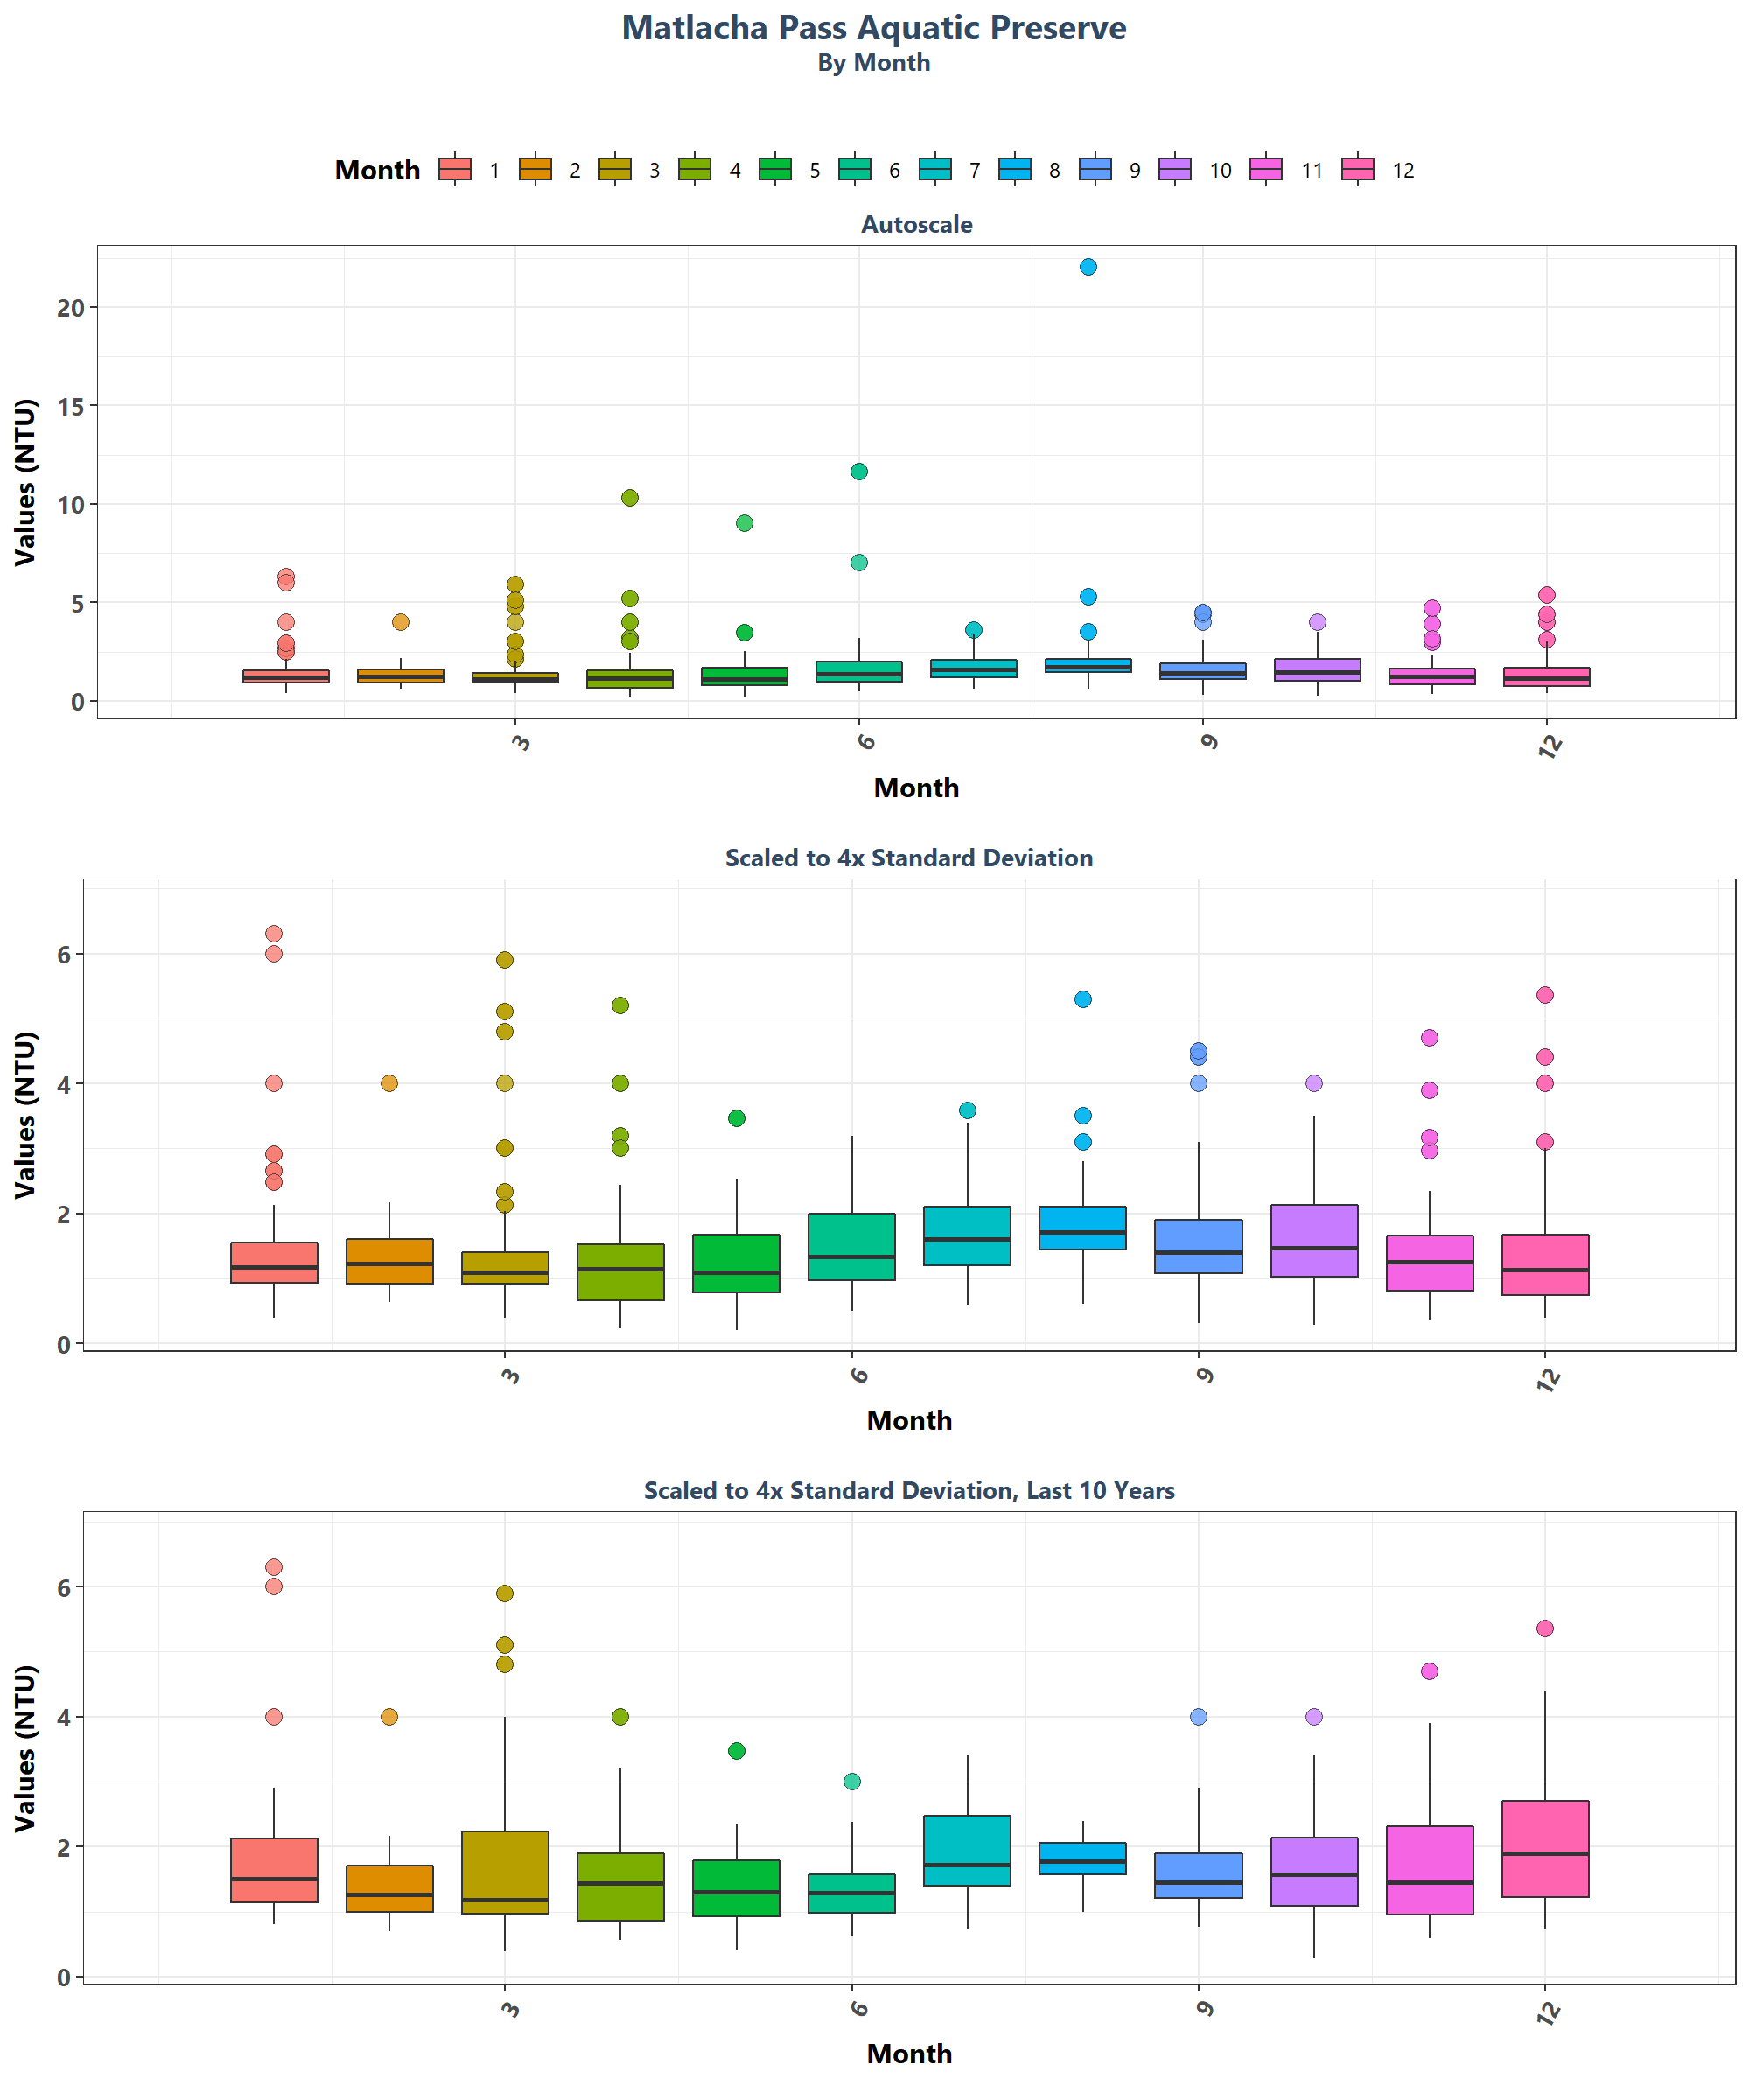 Matlacha Pass Aquatic Preserve
By Month
Month 1 2 3 4 5 6 7 8 9 10 11 12
Autoscale
Values (NTU)
20
15
10
5
0
3 6 9 12
Month
Scaled to 4x Standard Deviation
Values (NTU)
6
4
2
0
3 6 9 12
Month
Scaled to 4x Standard Deviation, Last 10 Years
Values (NTU)
6
4
2
0
3 6 9 12
Month